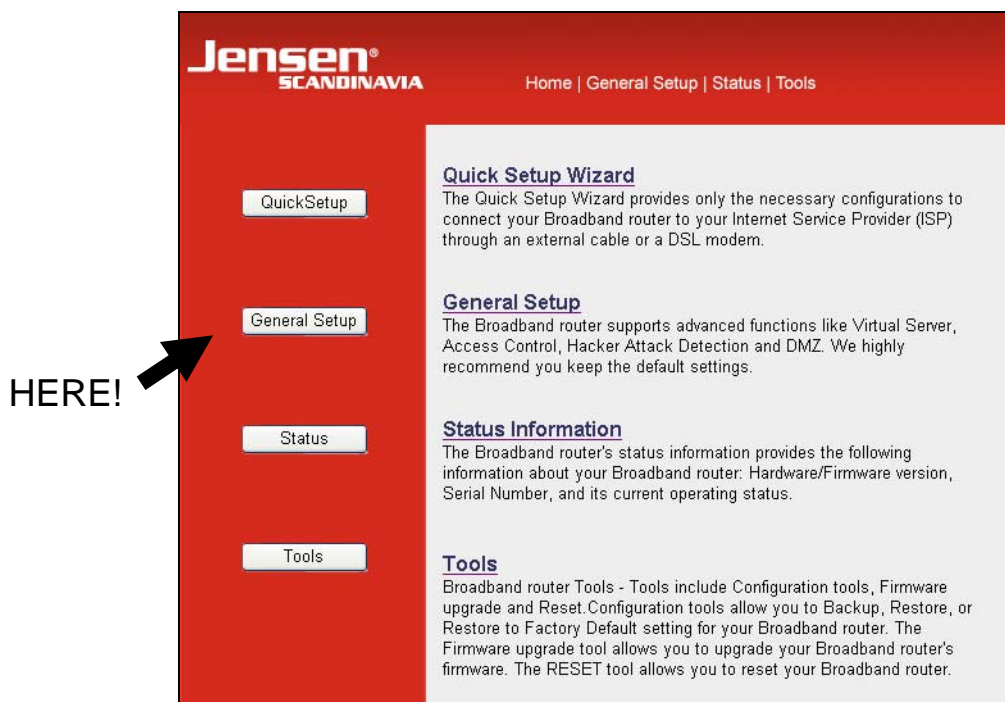 Jensen®
SCANDINAVIA
Home | General Setup | Status | Tools
QuickSetup
Quick Setup Wizard
The Quick Setup Wizard provides only the necessary configurations to
connect your Broadband router to your Internet Service Provider (ISP)
through an external cable or a DSL modem.
General Setup
General Setup
The Broadband router supports advanced functions like Virtual Server,
Access Control, Hacker Attack Detection and DMZ. We highly
recommend you keep the default settings.
HERE!
Status
Status Information
The Broadband router's status information provides the following
information about your Broadband router: Hardware/Firmware version,
Serial Number, and its current operating status.
Tools
Tools
Broadband router Tools - Tools include Configuration tools, Firmware
upgrade and Reset.Configuration tools allow you to Backup, Restore, or
Restore to Factory Default setting for your Broadband router. The
Firmware upgrade tool allows you to upgrade your Broadband router's
firmware. The RESET tool allows you to reset your Broadband router.